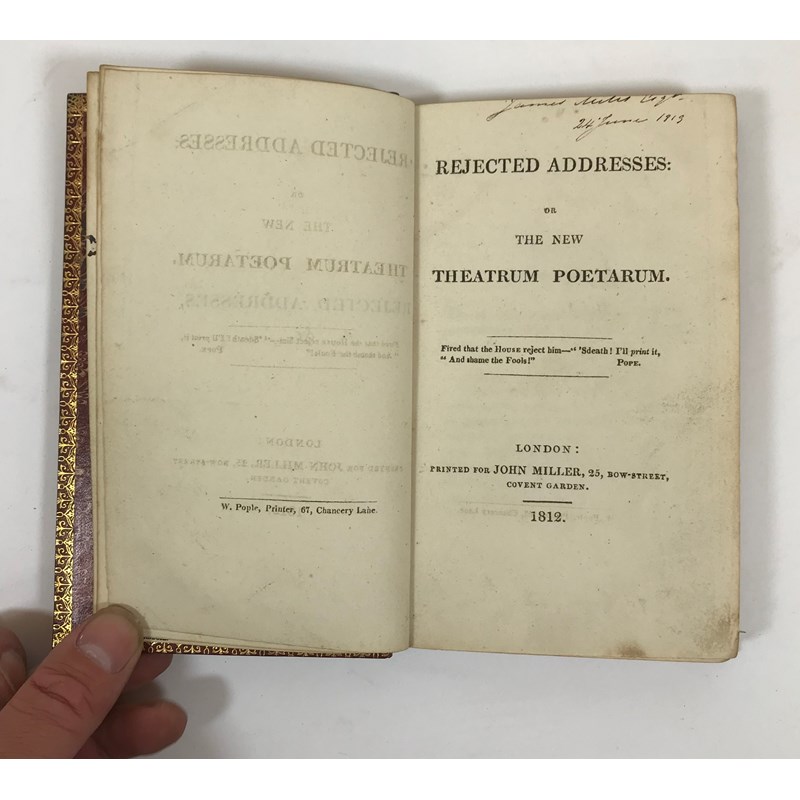 W. Pople, Printer, 67, Chancery Lane.
James
24 June 1813
REJECTED ADDRESSES:
OR
THE NEW
THEATRUM POETARUM.
Fired that the HOUSE reject him—“ 'Sdeath! I'll print it,
“ And shame the Fools!” POPE.
LONDON:
PRINTED FOR JOHN MILLER, 25, BOW-STREET,
COVENT GARDEN.
1812.